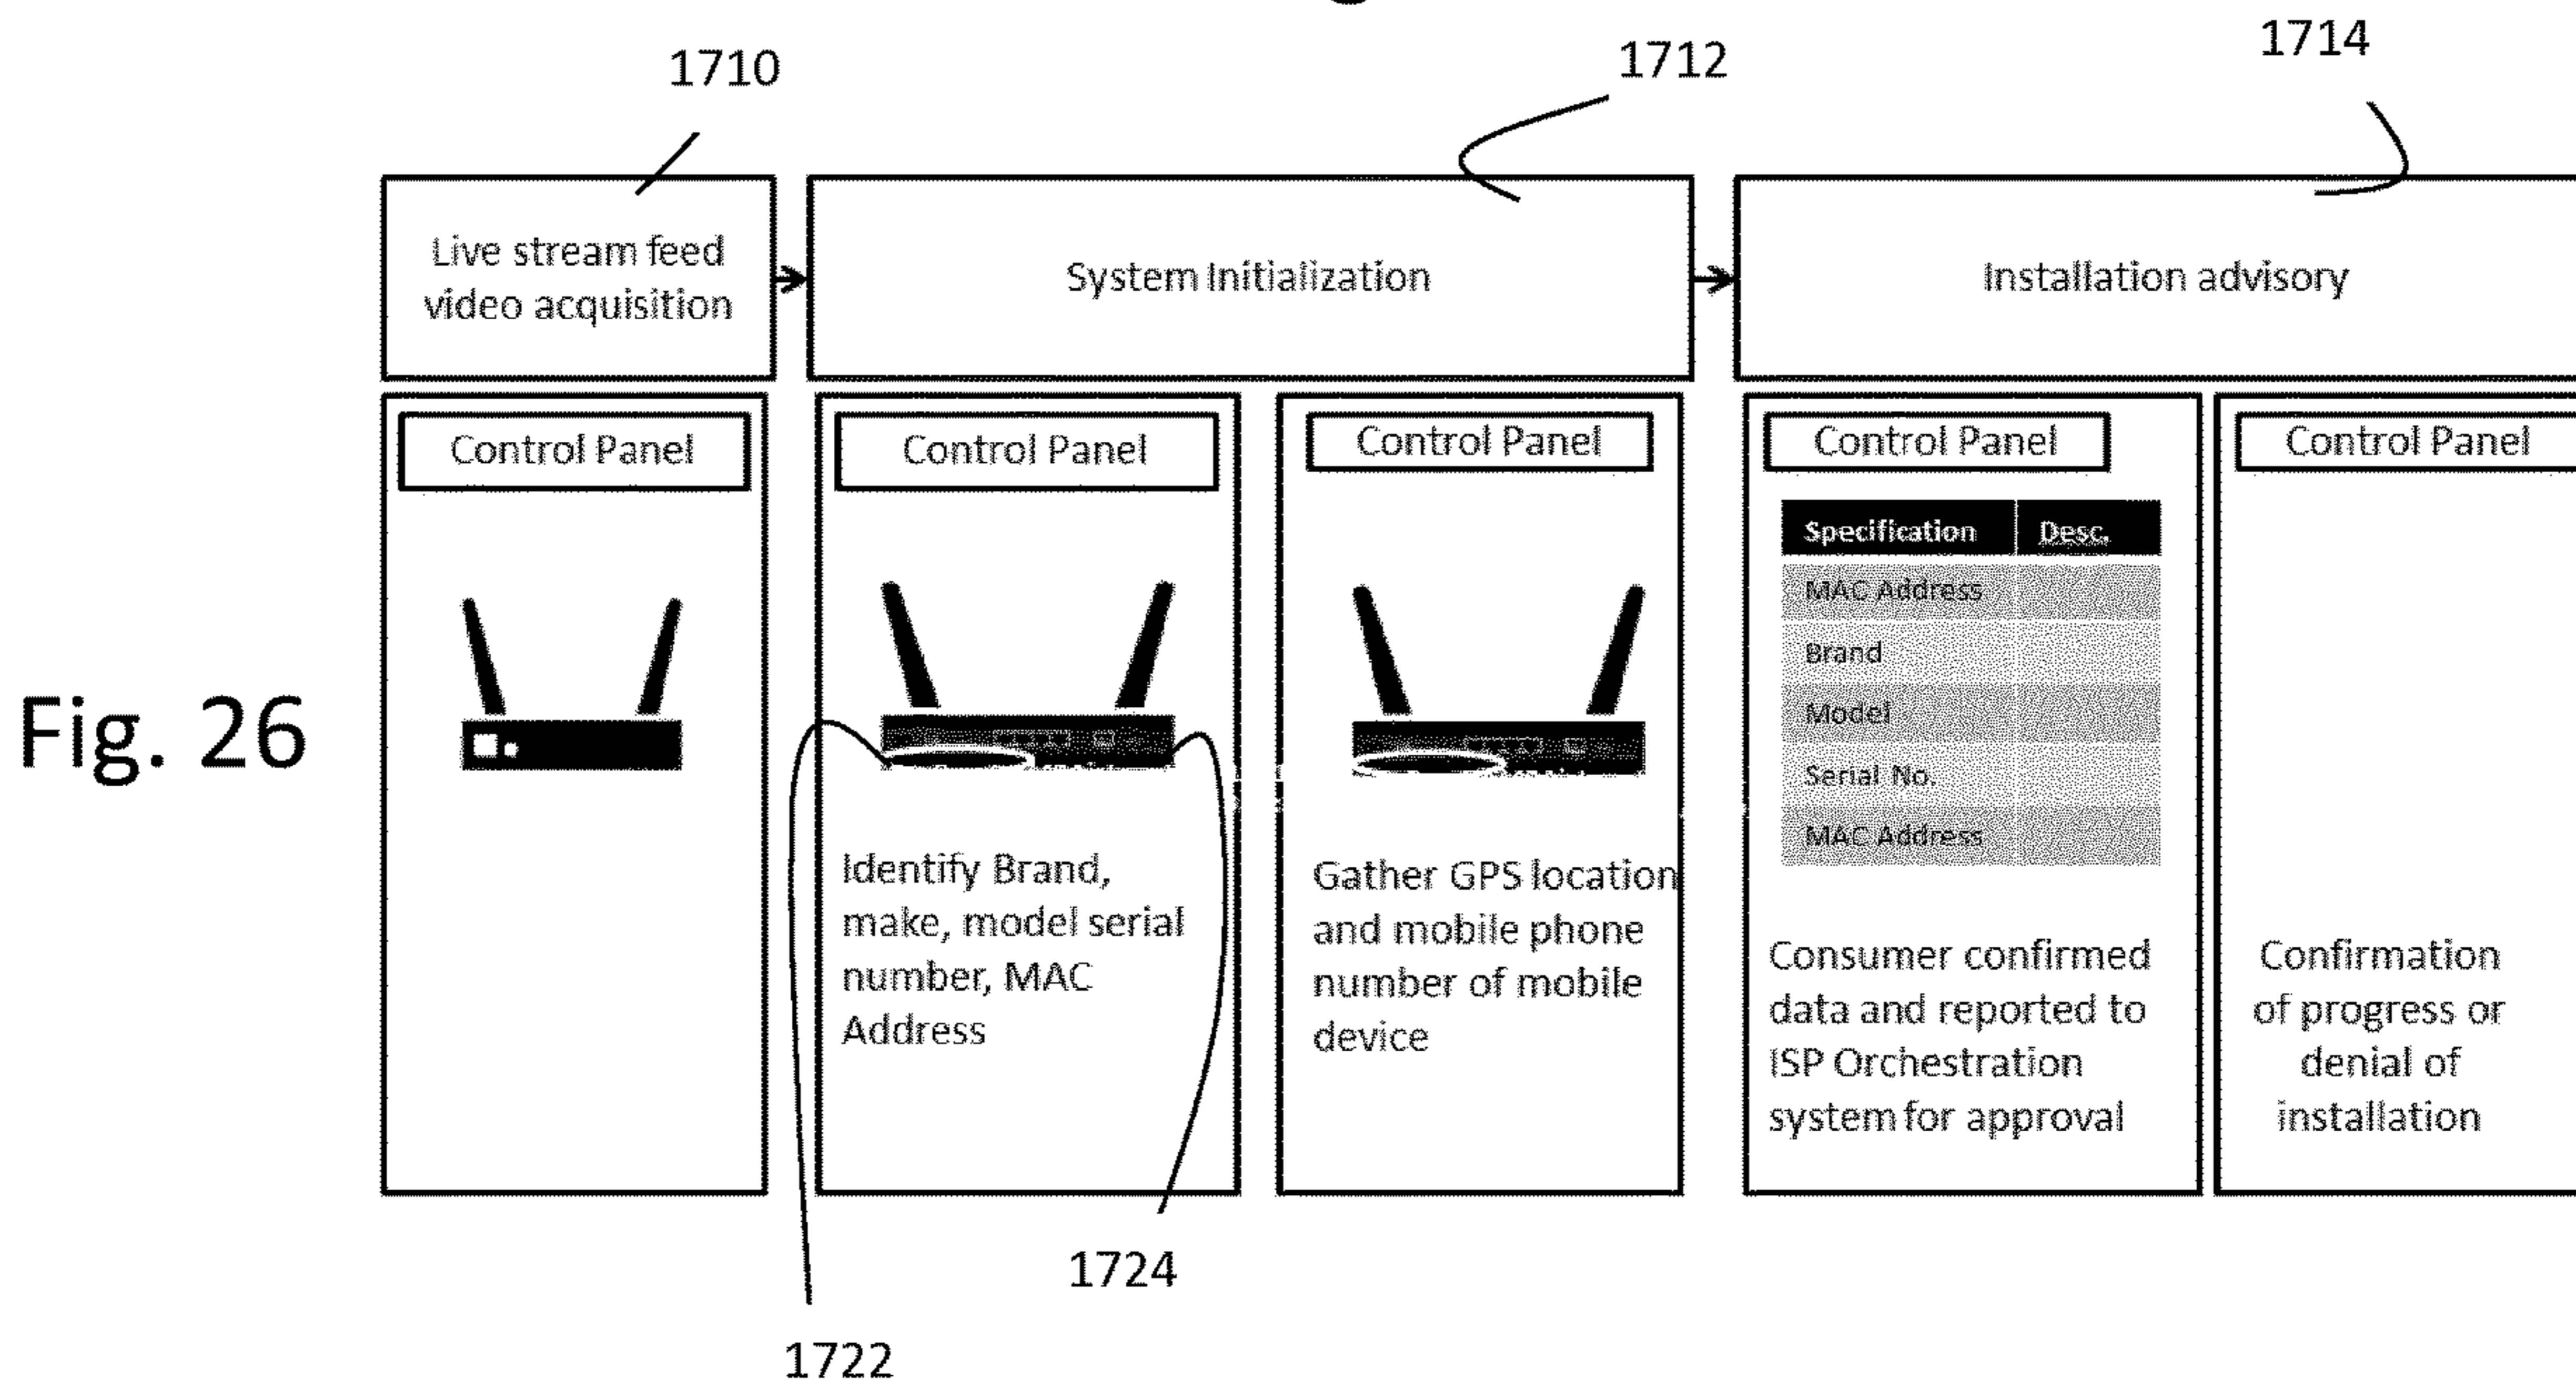 1710
1712
1714
Live stream feed
video acquisition
System Initialization
Installation advisory
Control Panel
Control Panel
Control Panel
Control Panel
Control Panel
Specification Desc.
MAC Address
Brand
Model
Serial No.
MAC Address
Fig. 26
Identify Brand,
make, model serial
number, MAC
Address
Gather GPS location
and mobile phone
number of mobile
device
Consumer confirmed
data and reported to
ISP Orchestration
system for approval
Confirmation
of progress or
denial of
installation
1724
1722